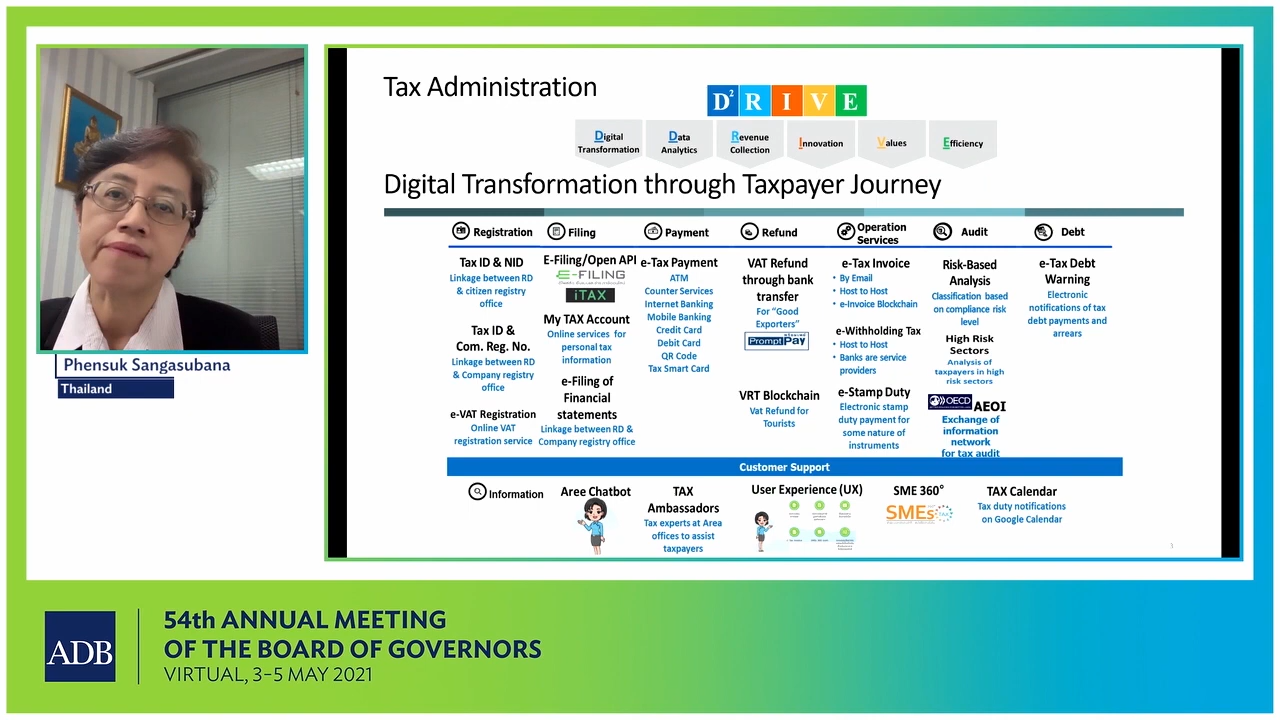 Tax Administration
D²RIVE
Digital Transformation
Data Analytics
Revenue Collection
Innovation
Values
Efficiency
Digital Transformation through Taxpayer Journey
Registration
Filing
Payment
Refund
Operation
Services
Audit
Debt
Tax ID & NID
Linkage between RD
& citizen registry
office
Tax ID &
Com. Reg. No.
Linkage between RD
& Company registry
office
e-VAT Registration
Online VAT
registration service
E-Filing/Open API
E-FILING
iTAX
My TAX Account
Online services for
personal tax
information
e-Filing of
Financial
statements
Linkage between RD &
Company registry office
e-Tax Payment
ATM
Counter Services
Internet Banking
Mobile Banking
Credit Card
Debit Card
QR Code
Tax Smart Card
VAT Refund
through bank
transfer
For "Good
Exporters"
PromptPay
VRT Blockchain
Vat Refund for
Tourists
e-Tax Invoice
• By Email
• Host to Host
• e-Invoice Blockchain
e-Withholding Tax
• Host to Host
• Banks are service
providers
e-Stamp Duty
Electronic stamp
duty payment for
some nature of
instruments
Risk-Based
Analysis
Classification based
on compliance risk
level
High Risk
Sectors
Analysis of
taxpayers in high
risk sectors
OECD AEOI
Exchange of
information
network
for tax audit
e-Tax Debt
Warning
Electronic
notifications of tax
debt payments and
arrears
Customer Support
Information
Aree Chatbot
TAX
Ambassadors
Tax experts at Area
offices to assist
taxpayers
User Experience (UX)
SME 360°
SMEs TAX
TAX Calendar
Tax duty notifications
on Google Calendar
3
Phensuk Sangasubana
Thailand
ADB
54th ANNUAL MEETING
OF THE BOARD OF GOVERNORS
VIRTUAL, 3–5 MAY 2021